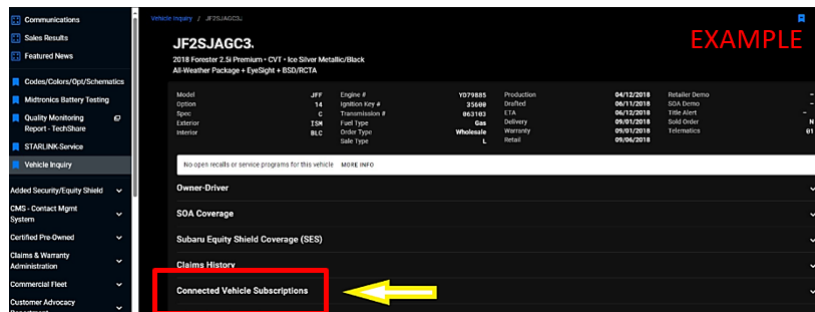 Communications
Sales Results
Featured News
Codes/Colors/Opt/Schematics
Midtronics Battery Testing
Quality Monitoring
Report - TechShare
STARLINK-Service
Vehicle Inquiry
Added Security/Equity Shield
CMS - Contact Mgmt
System
Certified Pre-Owned
Claims & Warranty
Administration
Commercial Fleet
Customer Advocacy
Department
Vehicle Inquiry / JF2SJAGC3
EXAMPLE
JF2SJAGC3.
2018 Forester 2.5i Premium • CVT • Ice Silver Metallic/Black
All-Weather Package + EyeSight + BSD/RCTA
Model JFF Engine # YD79885 Production 04/12/2018 Retailer Demo –
Option 14 Ignition Key # 35600 Drafted 06/11/2018 SOA Demo –
Spec C Transmission # 063103 ETA 06/12/2018 Title Alert –
Exterior ISM Fuel Type Gas Delivery 09/01/2018 Sold Order N
Interior BLC Order Type Wholesale Warranty 09/01/2018 Telematics 01
Sale Type L Retail 09/06/2018
No open recalls or service programs for this vehicle MORE INFO
Owner-Driver
SOA Coverage
Subaru Equity Shield Coverage (SES)
Claims History
Connected Vehicle Subscriptions